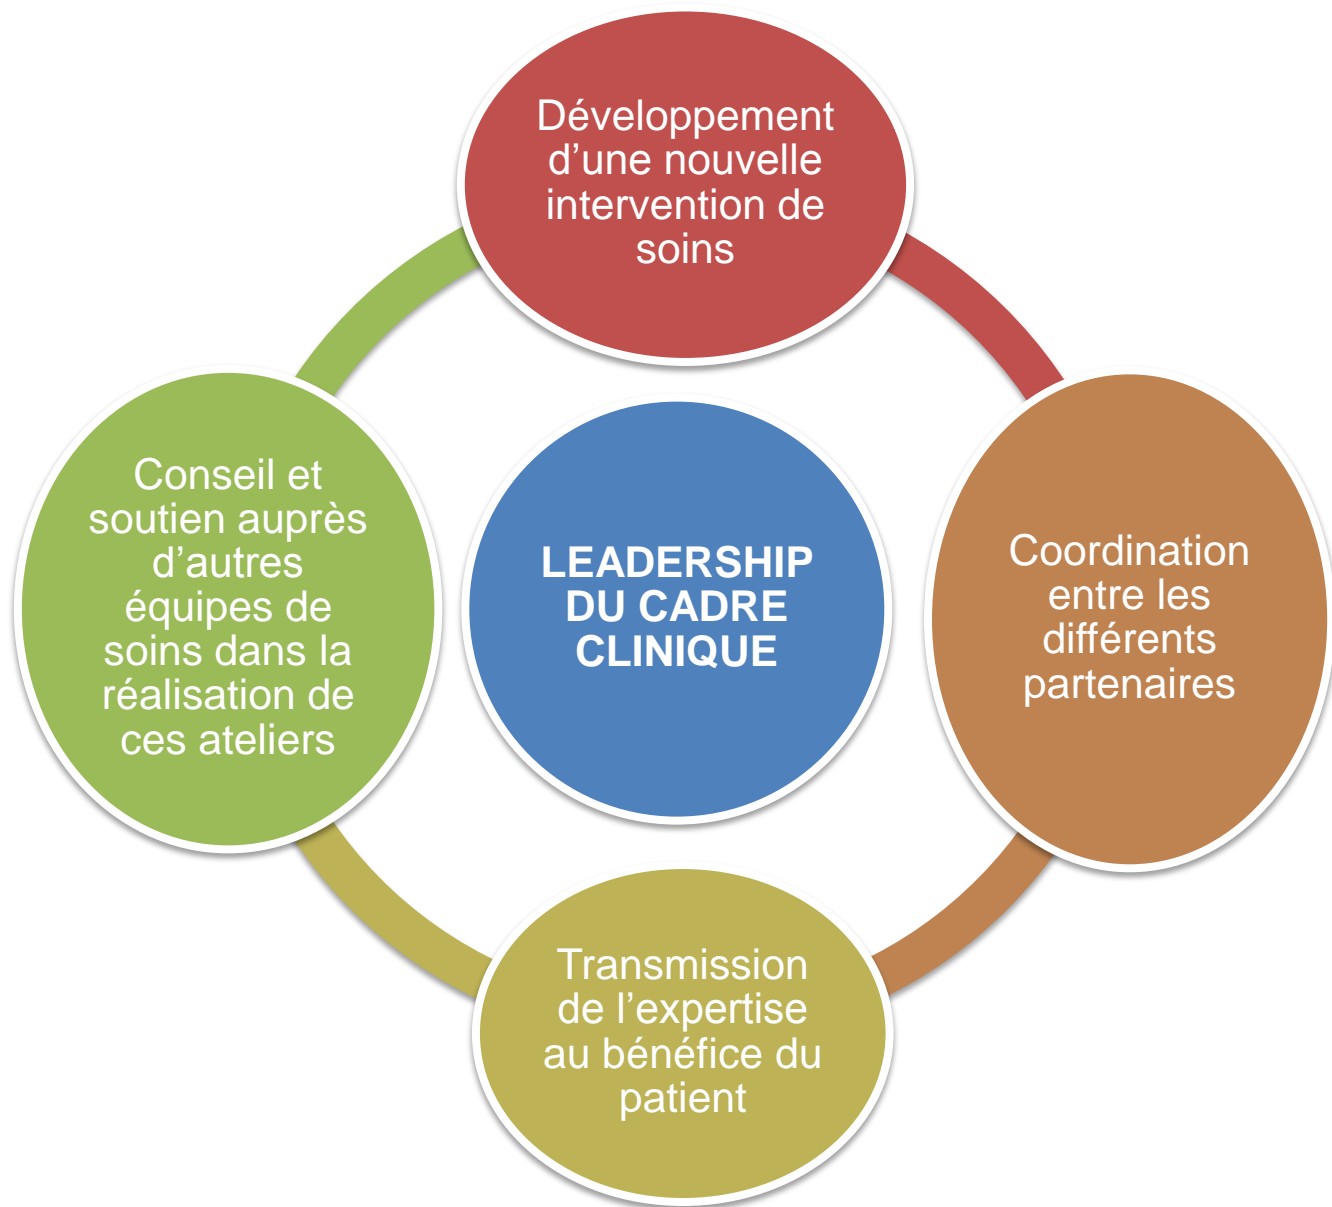 Développement
d’une nouvelle
intervention de
soins
Conseil et
soutien auprès
d’autres
équipes de
soins dans la
réalisation de
ces ateliers
LEADERSHIP
DU CADRE
CLINIQUE
Coordination
entre les
différents
partenaires
Transmission
de l’expertise
au bénéfice du
patient